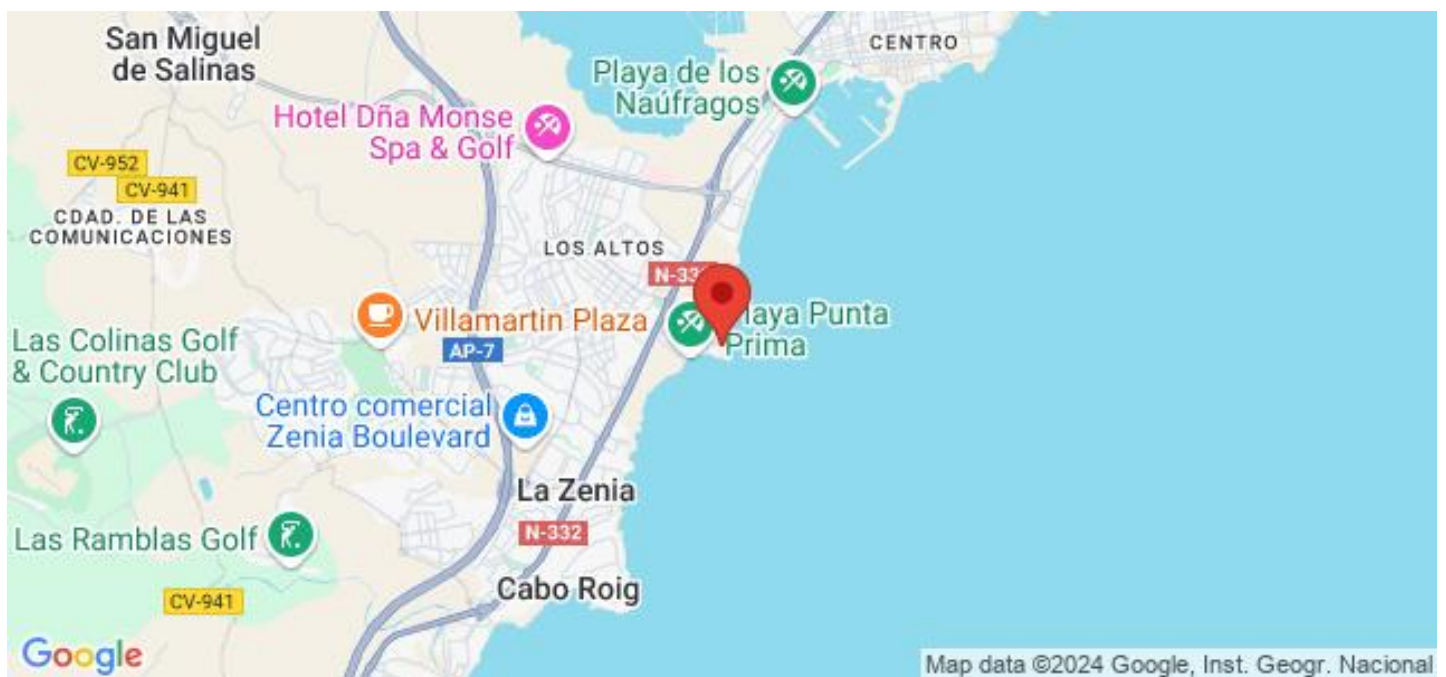 San Miguel
de Salinas
CENTRO
Playa de los
Naúfragos
Hotel Dña Monse
Spa & Golf
CV-952
CV-941
CDAD. DE LAS
COMUNICACIONES
LOS ALTOS
Villamartin Plaza
Punta
Prima
AP-7
Las Colinas Golf
& Country Club
Centro comercial
Zenia Boulevard
La Zenia
N-332
Las Ramblas Golf
Cabo Roig
CV-941
Google
Map data ©2024 Google, Inst. Geogr. Nacional